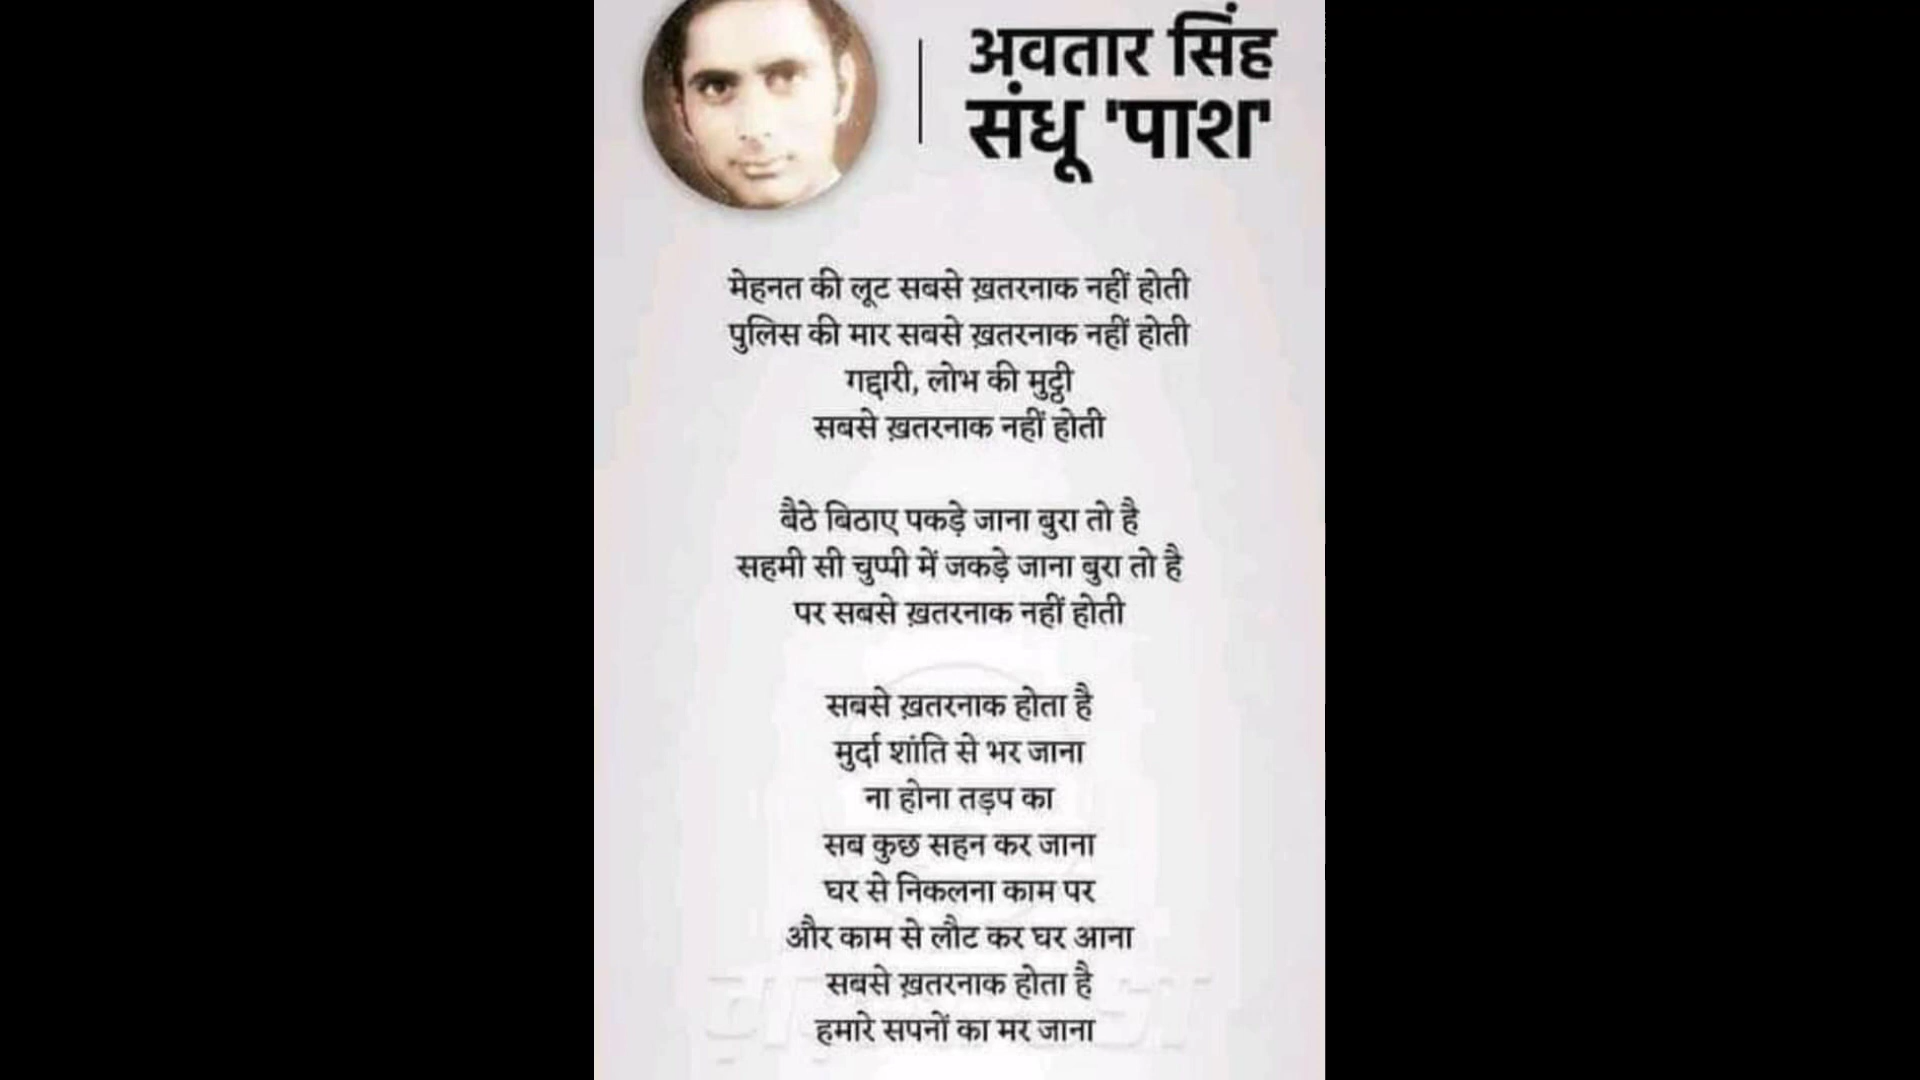 अवतार सिंह
संधू 'पाश'
मेहनत की लूट सबसे ख़तरनाक नहीं होती
पुलिस की मार सबसे ख़तरनाक नहीं होती
गद्दारी, लोभ की मुट्ठी
सबसे ख़तरनाक नहीं होती
बैठे बिठाए पकड़े जाना बुरा तो है
सहमी सी चुप्पी में जकड़े जाना बुरा तो है
पर सबसे ख़तरनाक नहीं होती
सबसे ख़तरनाक होता है
मुर्दा शांति से भर जाना
ना होना तड़प का
सब कुछ सहन कर जाना
घर से निकलना काम पर
और काम से लौट कर घर आना
सबसे ख़तरनाक होता है
हमारे सपनों का मर जाना